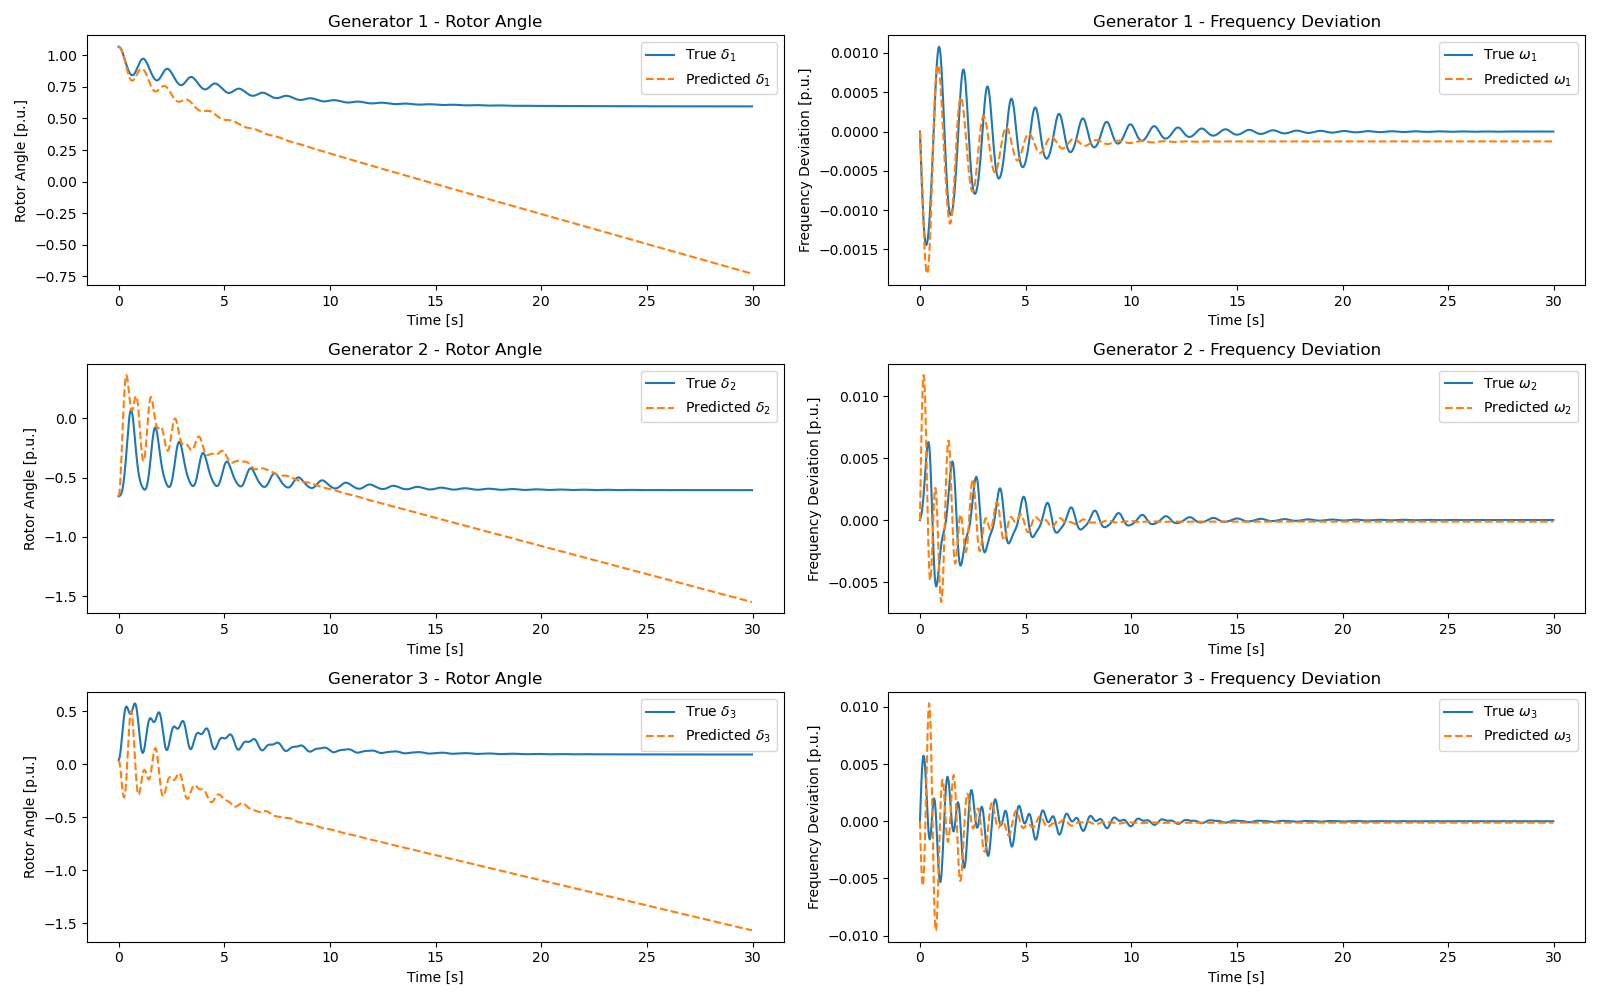 Generator 1 - Rotor Angle
Rotor Angle [p.u.]
1.00
0.75
0.50
0.25
0.00
−0.25
−0.50
−0.75
True δ1
Predicted δ1
0 5 10 15 20 25 30
Time [s]
Generator 1 - Frequency Deviation
Frequency Deviation [p.u.]
0.0010
0.0005
0.0000
−0.0005
−0.0010
−0.0015
True ω1
Predicted ω1
0 5 10 15 20 25 30
Time [s]
Generator 2 - Rotor Angle
Rotor Angle [p.u.]
0.0
−0.5
−1.0
−1.5
True δ2
Predicted δ2
0 5 10 15 20 25 30
Time [s]
Generator 2 - Frequency Deviation
Frequency Deviation [p.u.]
0.010
0.005
0.000
−0.005
True ω2
Predicted ω2
0 5 10 15 20 25 30
Time [s]
Generator 3 - Rotor Angle
Rotor Angle [p.u.]
0.5
0.0
−0.5
−1.0
−1.5
True δ3
Predicted δ3
0 5 10 15 20 25 30
Time [s]
Generator 3 - Frequency Deviation
Frequency Deviation [p.u.]
0.010
0.005
0.000
−0.005
−0.010
True ω3
Predicted ω3
0 5 10 15 20 25 30
Time [s]